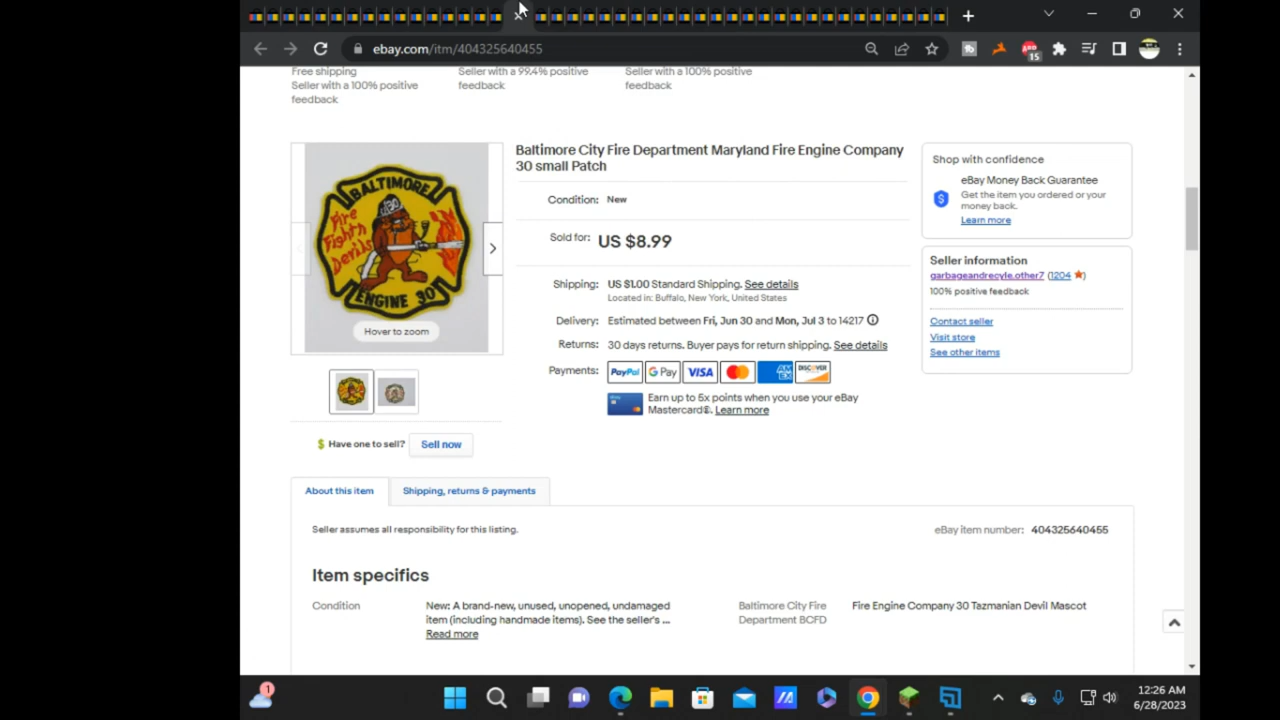 ebay.com/itm/404325640455
15
Free shipping
Seller with a 100% positive
feedback
Seller with a 99.4% positive
feedback
Seller with a 100% positive
feedback
BALTIMORE
Fire
Fight'n
Devils
ENGINE 30
Hover to zoom
$ Have one to sell? Sell now
Baltimore City Fire Department Maryland Fire Engine Company
30 small Patch
Condition: New
Sold for: US $8.99
Shipping: US $1.00 Standard Shipping. See details
Located in: Buffalo, New York, United States
Delivery: Estimated between Fri, Jun 30 and Mon, Jul 3 to 14217
Returns: 30 days returns. Buyer pays for return shipping. See details
Payments: PayPal G Pay VISA AM EX DISCOVER
Earn up to 5x points when you use your eBay
Mastercard®. Learn more
Shop with confidence
eBay Money Back Guarantee
Get the item you ordered or your
money back.
Learn more
Seller information
garbageandrecyle.other7 (1204)
100% positive feedback
Contact seller
Visit store
See other items
About this item
Shipping, returns & payments
Seller assumes all responsibility for this listing.
eBay item number: 404325640455
Item specifics
Condition
New: A brand-new, unused, unopened, undamaged
item (including handmade items). See the seller's ...
Read more
Baltimore City Fire
Department BCFD
Fire Engine Company 30 Tazmanian Devil Mascot
1
12:26 AM
6/28/2023